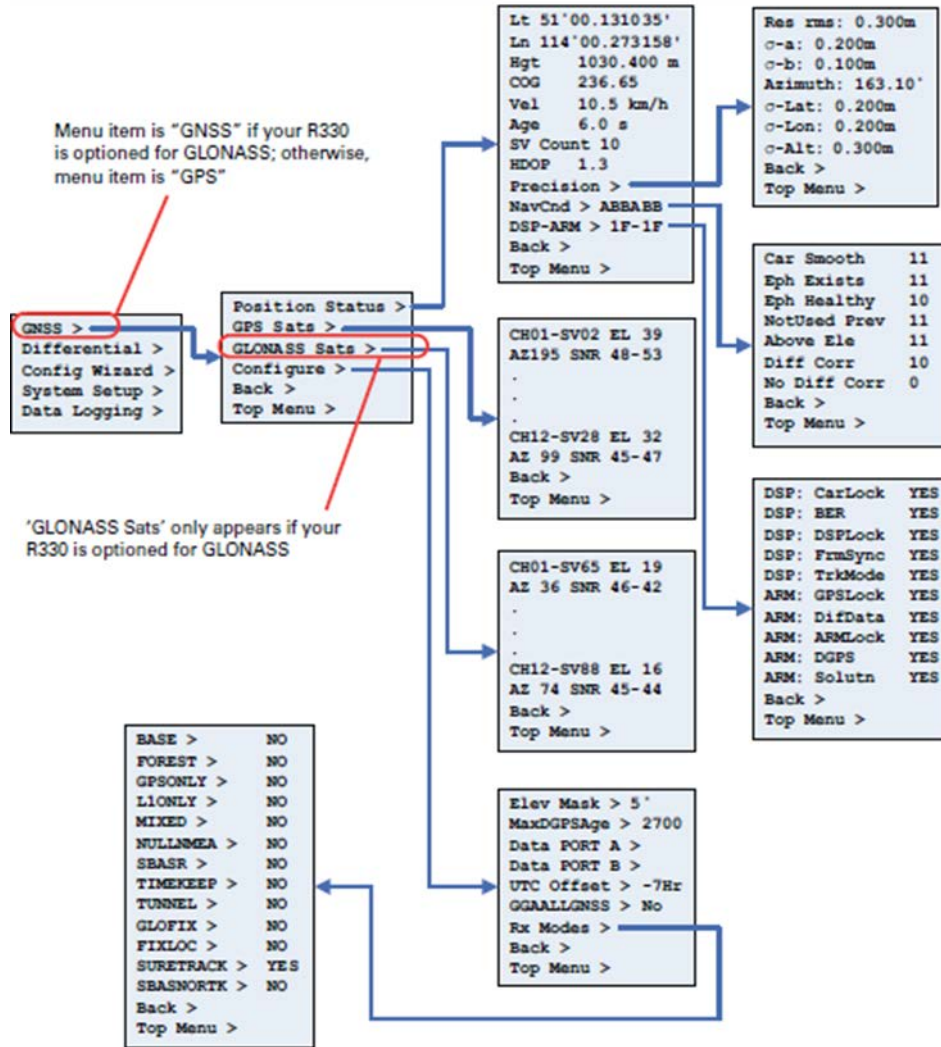 Menu item is “GNSS” if your R330
is optioned for GLONASS; otherwise,
menu item is “GPS”
GNSS >
Differential >
Config Wizard >
System Setup >
Data Logging >
Position Status >
GPS Sats >
GLONASS Sats >
Configure >
Back >
Top Menu >
'GLONASS Sats' only appears if your
R330 is optioned for GLONASS
Lt 51°00.131035'
Ln 114°00.273158'
Hgt 1030.400 m
COG 236.65
Vel 10.5 km/h
Age 6.0 s
SV Count 10
HDOP 1.3
Precision >
NavCnd > ABBABB
DSP-ARM > 1F-1F
Back >
Top Menu >
Res rms: 0.300m
σ-a: 0.200m
σ-b: 0.100m
Azimuth: 163.10°
σ-Lat: 0.200m
σ-Lon: 0.200m
σ-Alt: 0.300m
Back >
Top Menu >
Car Smooth 11
Eph Exists 11
Eph Healthy 10
NotUsed Prev 11
Above Ele 11
Diff Corr 10
No Diff Corr 0
Back >
Top Menu >
DSP: CarLock YES
DSP: BER YES
DSP: DSPLock YES
DSP: FrmSync YES
DSP: TrkMode YES
ARM: GPSLock YES
ARM: DifData YES
ARM: ARMLock YES
ARM: DGPS YES
ARM: Solutn YES
Back >
Top Menu >
CH01-SV02 EL 39
AZ195 SNR 48-53
.
.
.
CH12-SV28 EL 32
AZ 99 SNR 45-47
Back >
Top Menu >
CH01-SV65 EL 19
AZ 36 SNR 46-42
.
.
.
CH12-SV88 EL 16
AZ 74 SNR 45-44
Back >
Top Menu >
Elev Mask > 5°
MaxDGPSAge > 2700
Data PORT A >
Data PORT B >
UTC Offset > -7Hr
GGAALLGNSS > No
Rx Modes >
Back >
Top Menu >
BASE > NO
FOREST > NO
GPSONLY > NO
L1ONLY > NO
MIXED > NO
NULLNMEA > NO
SBASR > NO
TIMEKEEP > NO
TUNNEL > NO
GLOFIX > NO
FIXLOC > NO
SURETRACK > YES
SBASNORTK > NO
Back >
Top Menu >